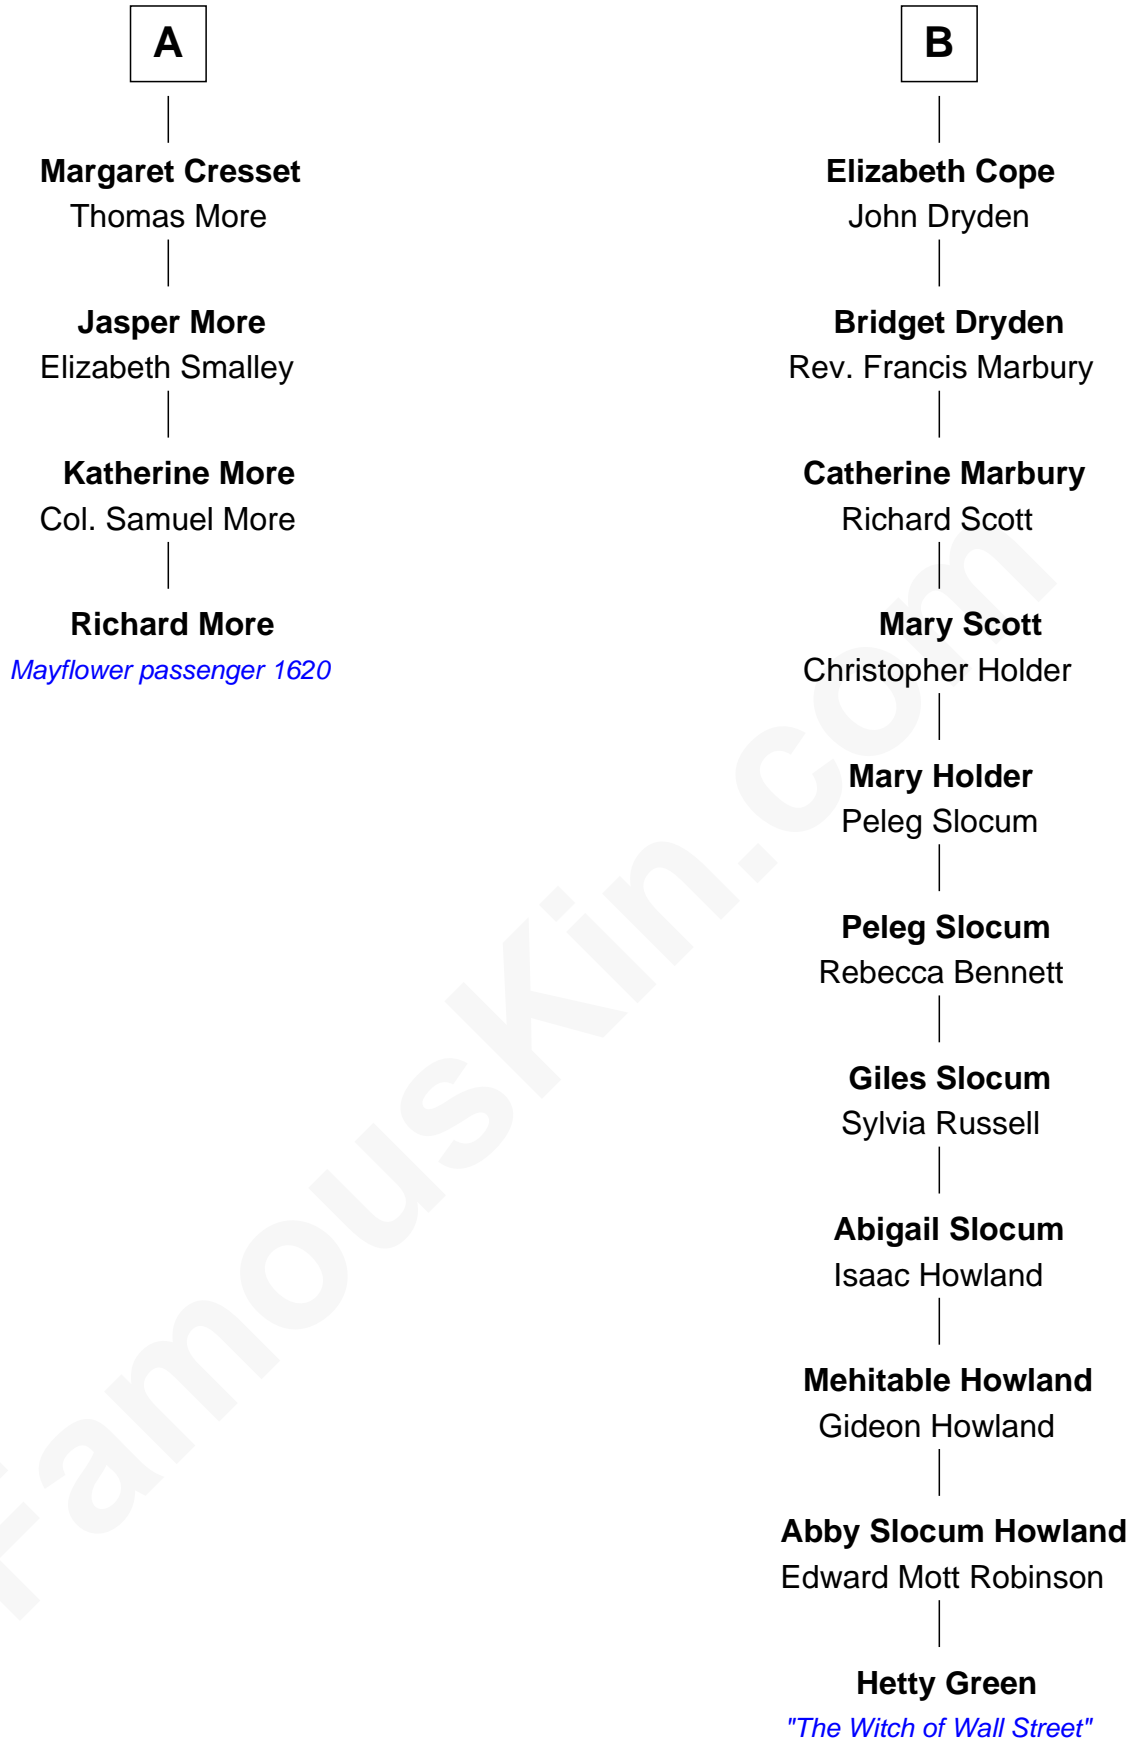 A
Margaret Cresset
Thomas More
Jasper More
Elizabeth Smalley
Katherine More
Col. Samuel More
Richard More
Mayflower passenger 1620
B
Elizabeth Cope
John Dryden
Bridget Dryden
Rev. Francis Marbury
Catherine Marbury
Richard Scott
Mary Scott
Christopher Holder
Mary Holder
Peleg Slocum
Peleg Slocum
Rebecca Bennett
Giles Slocum
Sylvia Russell
Abigail Slocum
Isaac Howland
Mehitable Howland
Gideon Howland
Abby Slocum Howland
Edward Mott Robinson
Hetty Green
"The Witch of Wall Street"
FamousKin.com